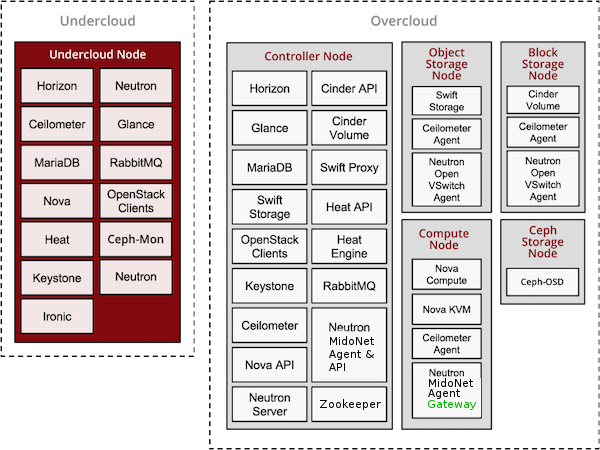 Undercloud
Undercloud Node
Horizon
Neutron
Ceilometer
Glance
MariaDB
RabbitMQ
Nova
OpenStack
Clients
Heat
Ceph-Mon
Keystone
Neutron
Ironic
Overcloud
Controller Node
Horizon
Cinder API
Glance
Cinder
Volume
MariaDB
Swift Proxy
Swift
Storage
Heat API
OpenStack
Clients
Heat
Engine
Keystone
RabbitMQ
Ceilometer
Neutron
MidoNet
Agent &
API
Nova API
Neutron
Server
Zookeeper
Object
Storage
Node
Swift
Storage
Ceilometer
Agent
Neutron
Open
VSwitch
Agent
Block
Storage
Node
Cinder
Volume
Ceilometer
Agent
Neutron
Open
VSwitch
Agent
Compute
Node
Nova
Compute
Nova KVM
Ceilometer
Agent
Neutron
MidoNet
Agent
Gateway
Ceph
Storage
Node
Ceph-OSD